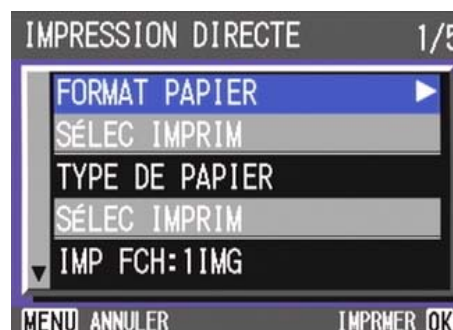 IMPRESSION DIRECTE 1/5
FORMAT PAPIER
SÉLEC IMPRIM
TYPE DE PAPIER
SÉLEC IMPRIM
IMP FCH:1IMG
MENU ANNULER IMPRMER OK